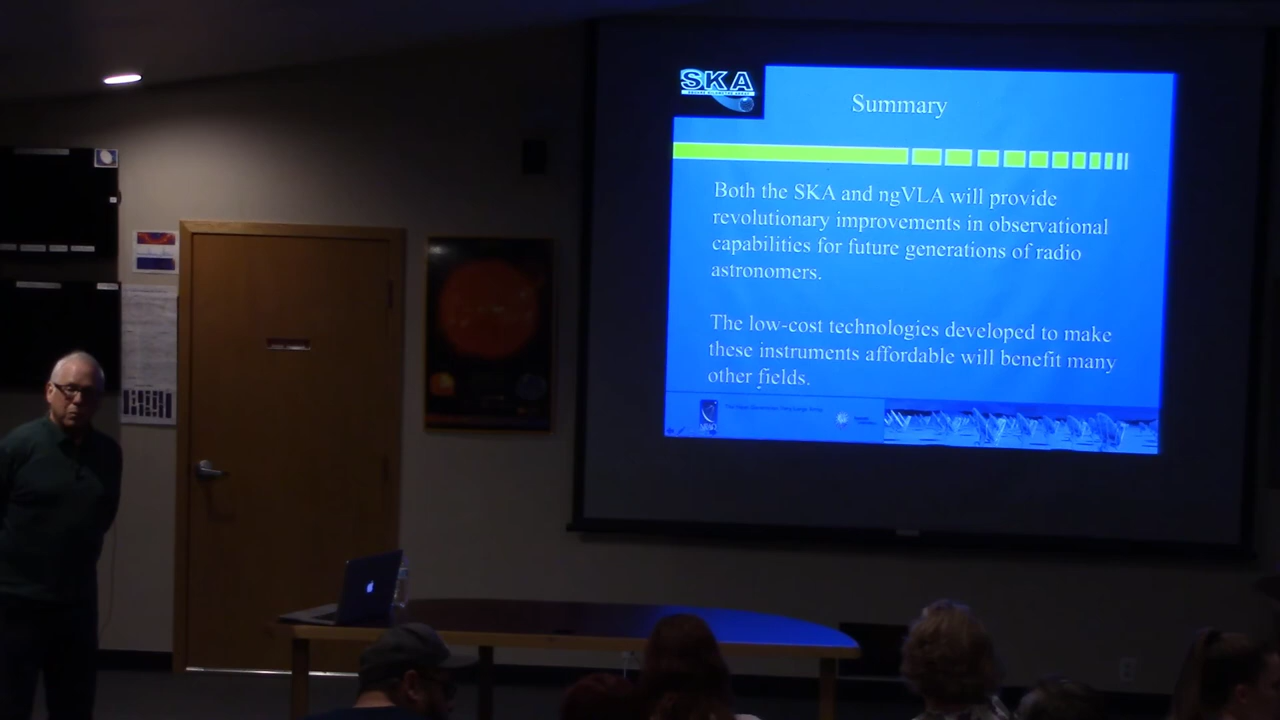 SKA
Summary
Both the SKA and ngVLA will provide
revolutionary improvements in observational
capabilities for future generations of radio
astronomers.
The low-cost technologies developed to make
these instruments affordable will benefit many
other fields.